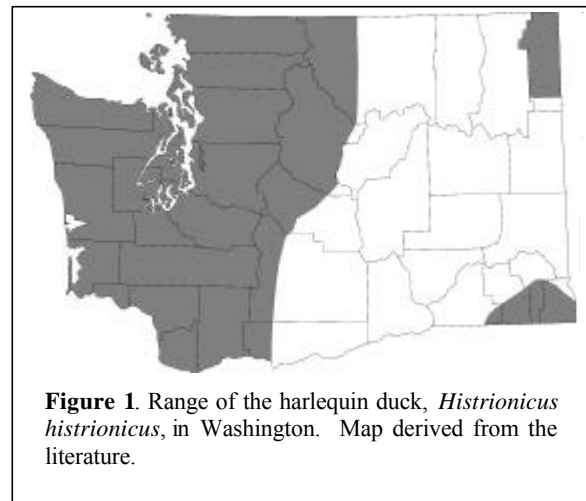 Figure 1. Range of the harlequin duck, Histrionicus
histrionicus, in Washington. Map derived from the
literature.